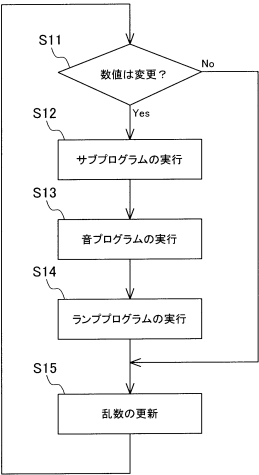 S11
数値は変更?
No
Yes
S12
サブプログラムの実行
S13
音プログラムの実行
S14
ランププログラムの実行
S15
乱数の更新